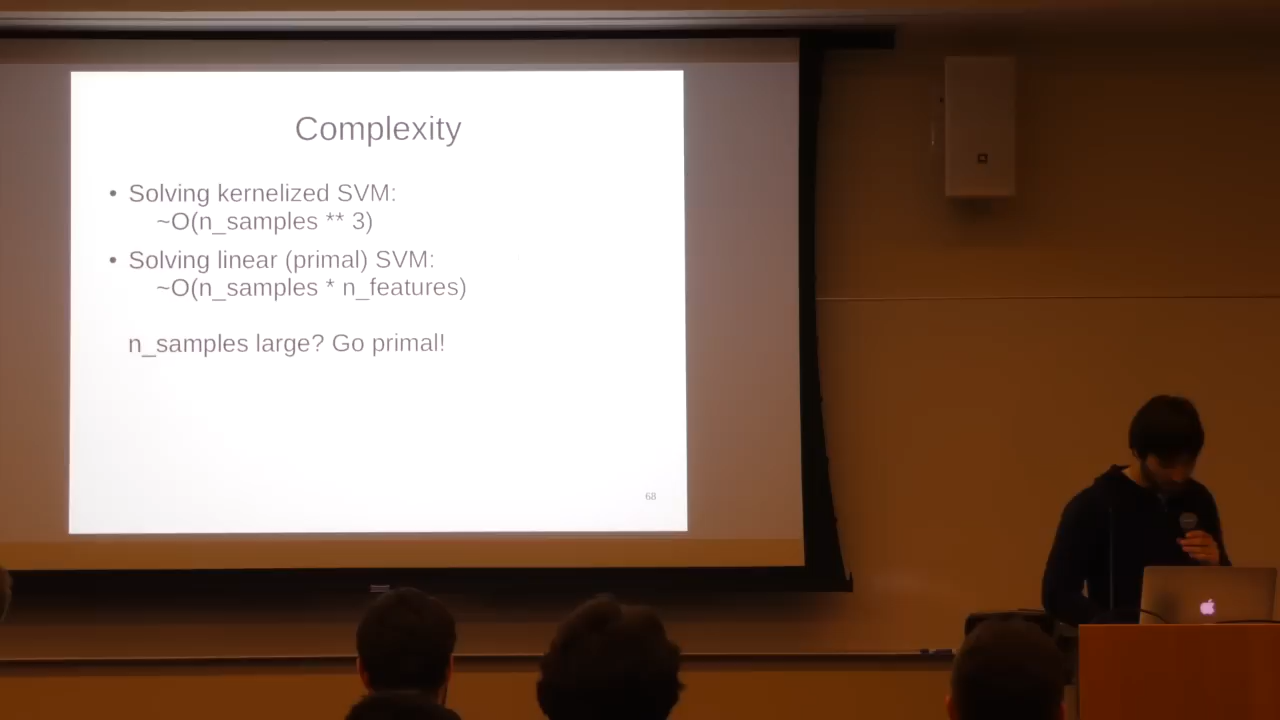 Complexity
• Solving kernelized SVM:
~O(n_samples ** 3)
• Solving linear (primal) SVM:
~O(n_samples * n_features)
n_samples large? Go primal!
68